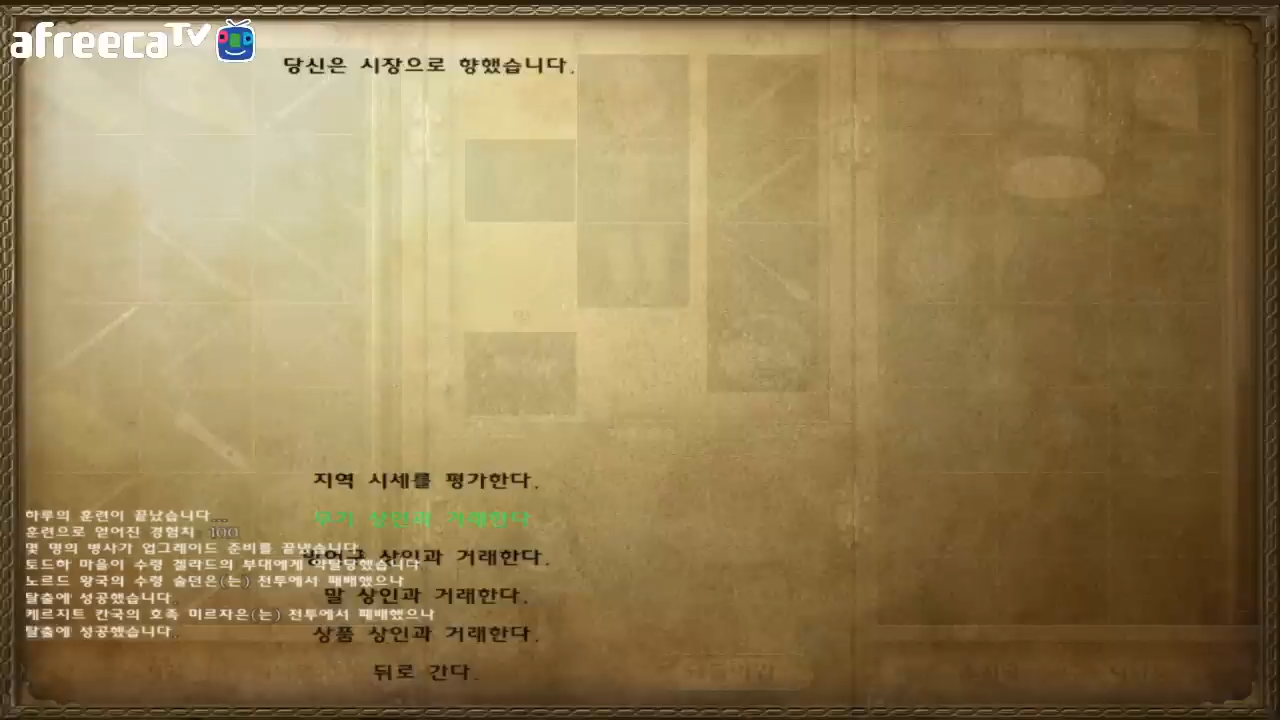 afreecaTV
당신은 시장으로 향했습니다.
지역 시세를 평가한다.
무기 상인과 거래한다.
방어구 상인과 거래한다.
말 상인과 거래한다.
상품 상인과 거래한다.
뒤로 간다.
하루의 훈련이 끝났습니다...
훈련으로 얻어진 경험치 100
몇 명의 병사가 업그레이드 준비를 끝냈습니다.
토드하 마을이 수령 겔라드의 부대에게 약탈당했습니다.
노르드 왕국의 수령 술던은(는) 전투에서 패배했으나
탈출에 성공했습니다.
케르지트 칸국의 호족 미르자은(는) 전투에서 패배했으나
탈출에 성공했습니다.